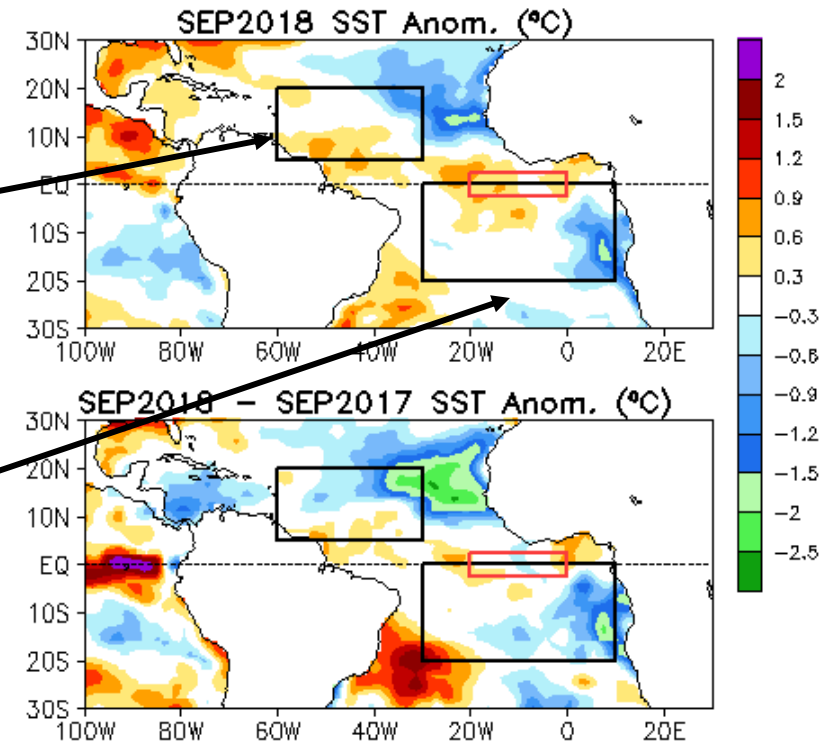 SEP2018 SST Anom. (°C)
30N
20N
10N
EQ
10S
20S
30S
100W 80W 60W 40W 20W 0 20E
SEP2018 - SEP2017 SST Anom. (°C)
30N
20N
10N
EQ
10S
20S
30S
100W 80W 60W 40W 20W 0 20E
2
1.5
1.2
0.9
0.6
0.3
-0.3
-0.6
-0.9
-1.2
-1.5
-2
-2.5